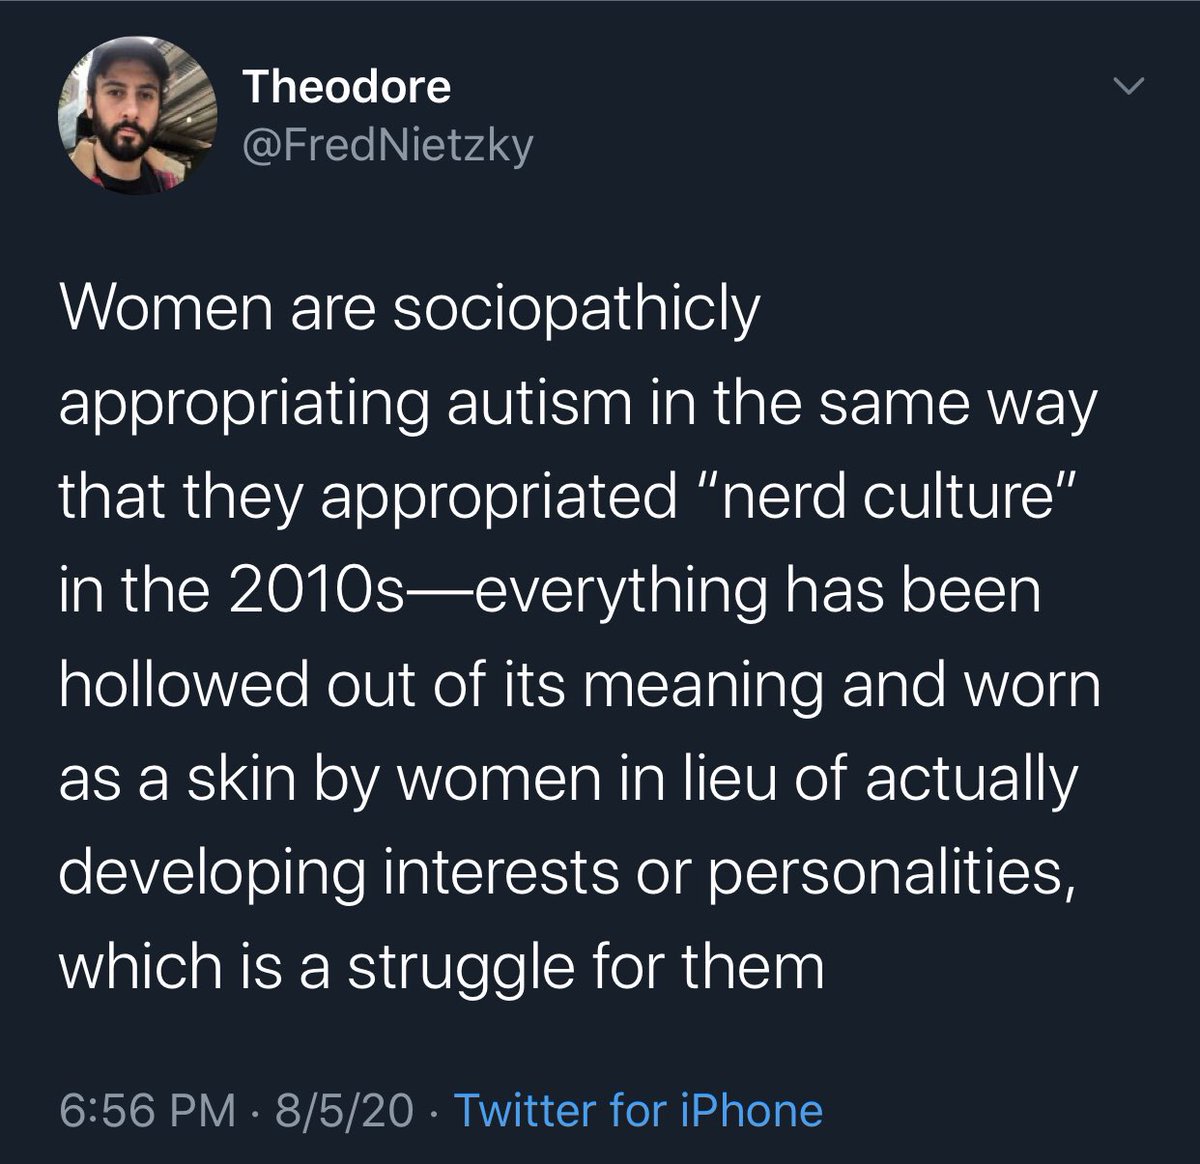 Theodore
@FredNietzky
Women are sociopathicly
appropriating autism in the same way
that they appropriated “nerd culture”
in the 2010s—everything has been
hollowed out of its meaning and worn
as a skin by women in lieu of actually
developing interests or personalities,
which is a struggle for them
6:56 PM · 8/5/20 · Twitter for iPhone